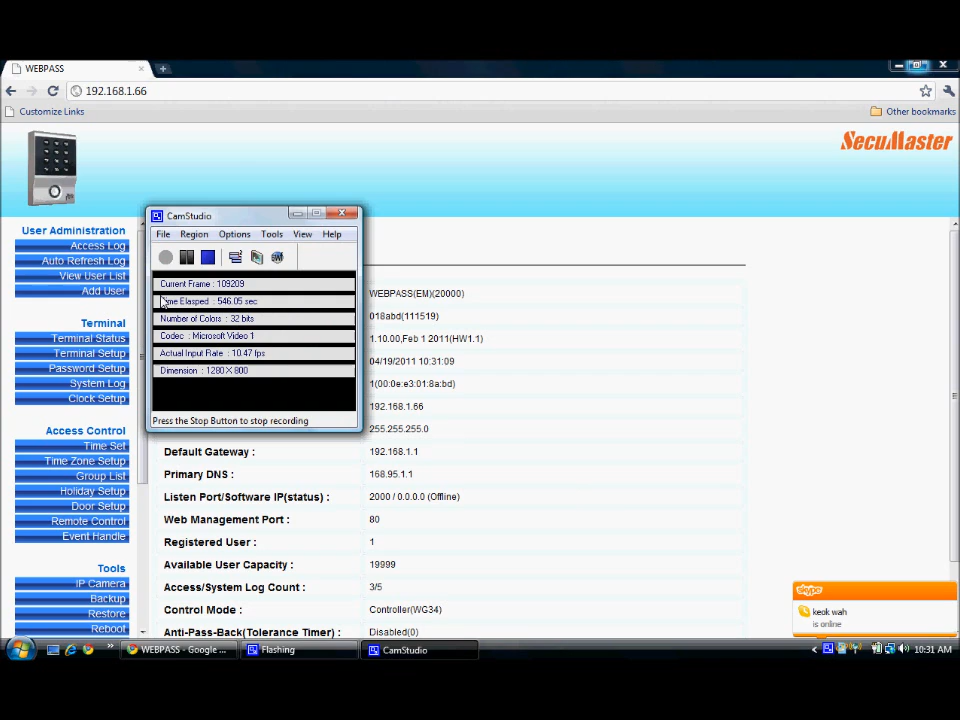 WEBPASS
192.168.1.66
Customize Links
Other bookmarks
SecuMaster
User Administration
Access Log
Auto Refresh Log
View User List
Add User
Terminal
Terminal Status
Terminal Setup
Password Setup
System Log
Clock Setup
Access Control
Time Set
Time Zone Setup
Group List
Holiday Setup
Door Setup
Remote Control
Event Handle
Tools
IP Camera
Backup
Restore
Reboot
CamStudio
File Region Options Tools View Help
Current Frame : 109209
me Elasped : 546.05 sec
Number of Colors : 32 bits
Codec : Microsoft Video 1
Actual Input Rate : 10.47 fps
Dimension : 1280 X 800
Press the Stop Button to stop recording
WEBPASS(EM)(20000)
018abd(111519)
1.10.00,Feb 1 2011(HW1.1)
04/19/2011 10:31:09
1(00:0e:e3:01:8a:bd)
192.168.1.66
255.255.255.0
Default Gateway : 192.168.1.1
Primary DNS : 168.95.1.1
Listen Port/Software IP(status) : 2000 / 0.0.0.0 (Offline)
Web Management Port : 80
Registered User : 1
Available User Capacity : 19999
Access/System Log Count : 3/5
Control Mode : Controller(WG34)
Anti-Pass-Back(Tolerance Timer) : Disabled(0)
skype
keok wah
is online
WEBPASS - Google ...
Flashing
CamStudio
10:31 AM